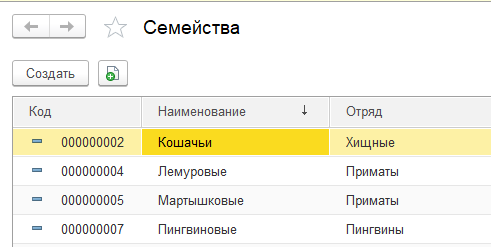 Семейства
Создать
Код Наименование ↓ Отряд
000000002 Кошачьи Хищные
000000004 Лемуровые Приматы
000000005 Мартышковые Приматы
000000007 Пингвиновые Пингвины